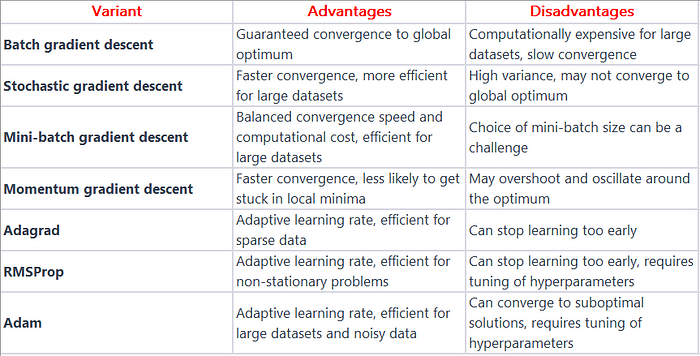 Variant Advantages Disadvantages
Batch gradient descent
Guaranteed convergence to global
optimum
Computationally expensive for large
datasets, slow convergence
Stochastic gradient descent
Faster convergence, more efficient
for large datasets
High variance, may not converge to
global optimum
Mini-batch gradient descent
Balanced convergence speed and
computational cost, efficient for
large datasets
Choice of mini-batch size can be a
challenge
Momentum gradient descent
Faster convergence, less likely to get
stuck in local minima
May overshoot and oscillate around
the optimum
Adagrad
Adaptive learning rate, efficient for
sparse data
Can stop learning too early
RMSProp
Adaptive learning rate, efficient for
non-stationary problems
Can stop learning too early, requires
tuning of hyperparameters
Adam
Adaptive learning rate, efficient for
large datasets and noisy data
Can converge to suboptimal
solutions, requires tuning of
hyperparameters